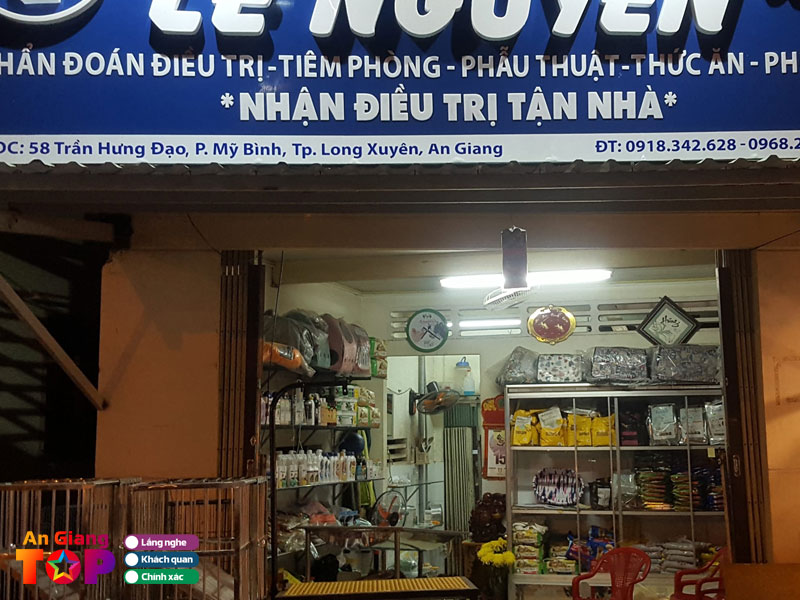 LÊ NGUYÊN
HẨN ĐOÁN ĐIỀU TRỊ-TIÊM PHÒNG - PHẪU THUẬT-THỨC ĂN - PH
*NHẬN ĐIỀU TRỊ TẬN NHÀ*
ĐC: 58 Trần Hưng Đạo, P. Mỹ Bình, Tp. Long Xuyên, An Giang
ĐT: 0918.342.628 - 0968.2
15
An Giang
TOP
Lắng nghe
Khách quan
Chính xác